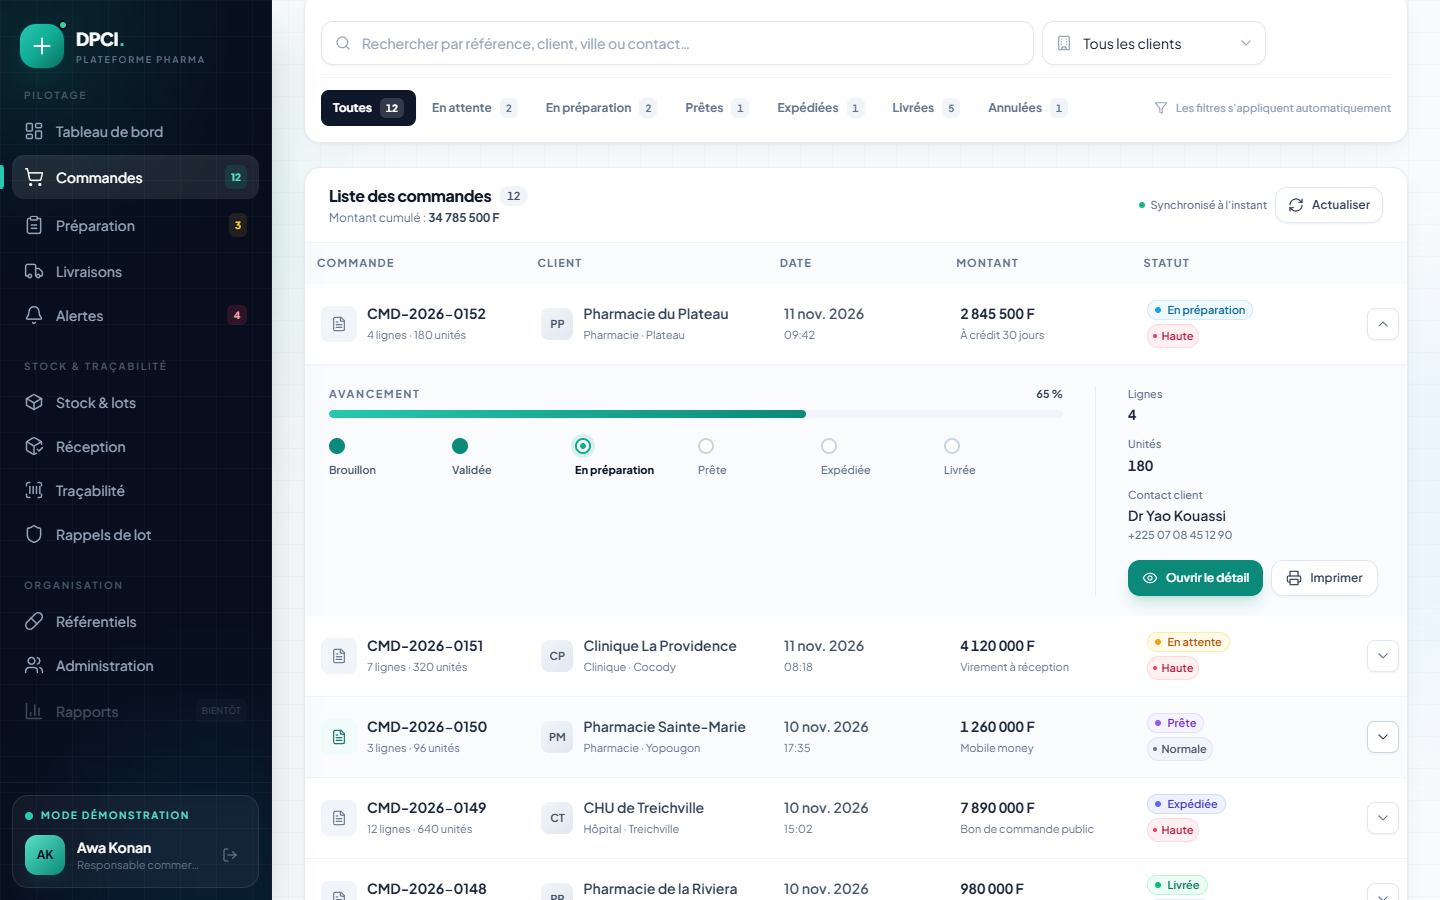 DPCI.
PLATEFORME PHARMA
PILOTAGE
Tableau de bord
Commandes 12
Préparation 3
Livraisons
Alertes 4
STOCK & TRAÇABILITÉ
Stock & lots
Réception
Traçabilité
Rappels de lot
ORGANISATION
Référentiels
Administration
Rapports BIENTÔT
MODE DÉMONSTRATION
AK
Awa Konan
Responsable commer…
Rechercher par référence, client, ville ou contact…
Tous les clients
Toutes 12 En attente 2 En préparation 2 Prêtes 1 Expédiées 1 Livrées 5 Annulées 1
Les filtres s'appliquent automatiquement
Liste des commandes 12
Montant cumulé : 34 785 500 F
Synchronisé à l'instant
Actualiser
COMMANDE CLIENT DATE MONTANT STATUT
CMD-2026-0152
4 lignes · 180 unités
PP
Pharmacie du Plateau
Pharmacie · Plateau
11 nov. 2026
09:42
2 845 500 F
À crédit 30 jours
En préparation
Haute
AVANCEMENT 65 %
Brouillon Validée En préparation Prête Expédiée Livrée
Lignes
4
Unités
180
Contact client
Dr Yao Kouassi
+225 07 08 45 12 90
Ouvrir le détail
Imprimer
CMD-2026-0151
7 lignes · 320 unités
CP
Clinique La Providence
Clinique · Cocody
11 nov. 2026
08:18
4 120 000 F
Virement à réception
En attente
Haute
CMD-2026-0150
3 lignes · 96 unités
PM
Pharmacie Sainte-Marie
Pharmacie · Yopougon
10 nov. 2026
17:35
1 260 000 F
Mobile money
Prête
Normale
CMD-2026-0149
12 lignes · 640 unités
CT
CHU de Treichville
Hôpital · Treichville
10 nov. 2026
15:02
7 890 000 F
Bon de commande public
Expédiée
Haute
CMD-2026-0148
Pharmacie de la Riviera
10 nov. 2026
980 000 F
Livrée